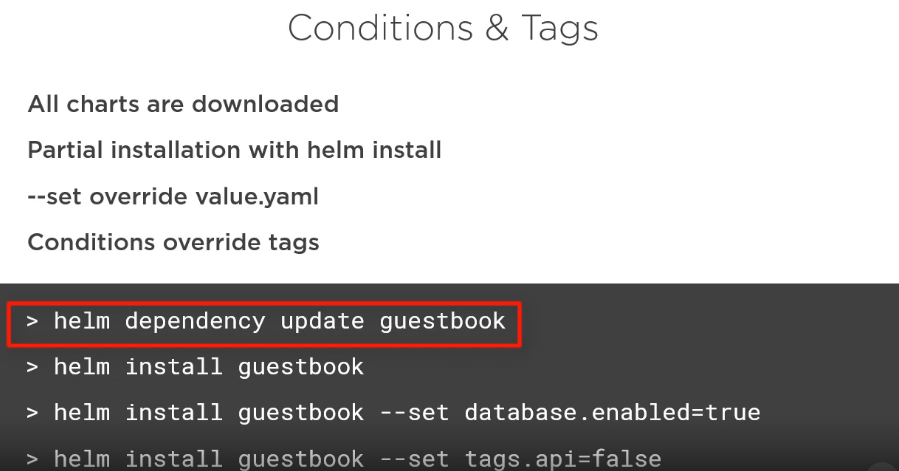 Conditions & Tags
All charts are downloaded
Partial installation with helm install
--set override value.yaml
Conditions override tags
> helm dependency update guestbook
> helm install guestbook
> helm install guestbook --set database.enabled=true
> helm install guestbook --set tags.api=false